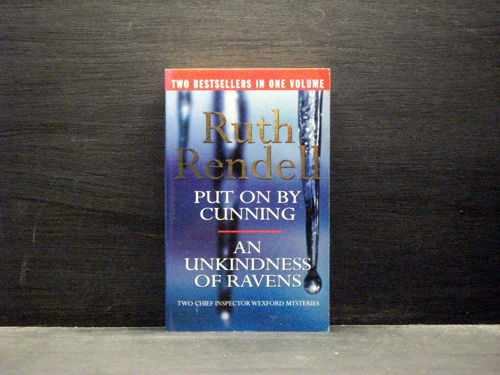 TWO BESTSELLERS IN ONE VOLUME
Ruth
Rendell
PUT ON BY
CUNNING
AN
UNKINDNESS
OF RAVENS
TWO CHIEF INSPECTOR WEXFORD MYSTERIES